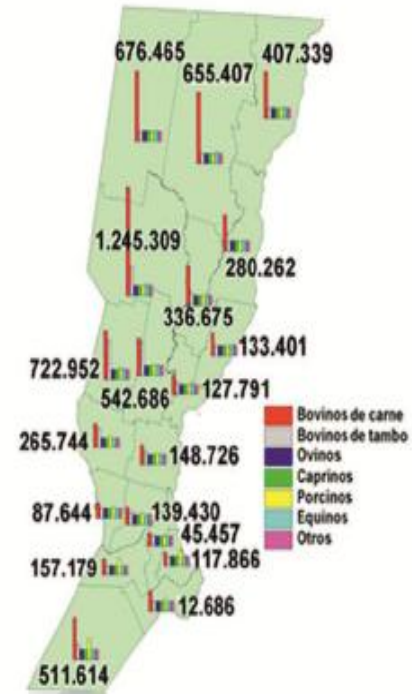 676.465
655.407
407.339
1.245.309
280.262
336.675
133.401
722.952
542.686
127.791
265.744
148.726
87.644
139.430
45.457
157.179
117.866
12.686
511.614
Bovinos de carne
Bovinos de tambo
Ovinos
Caprinos
Porcinos
Equinos
Otros